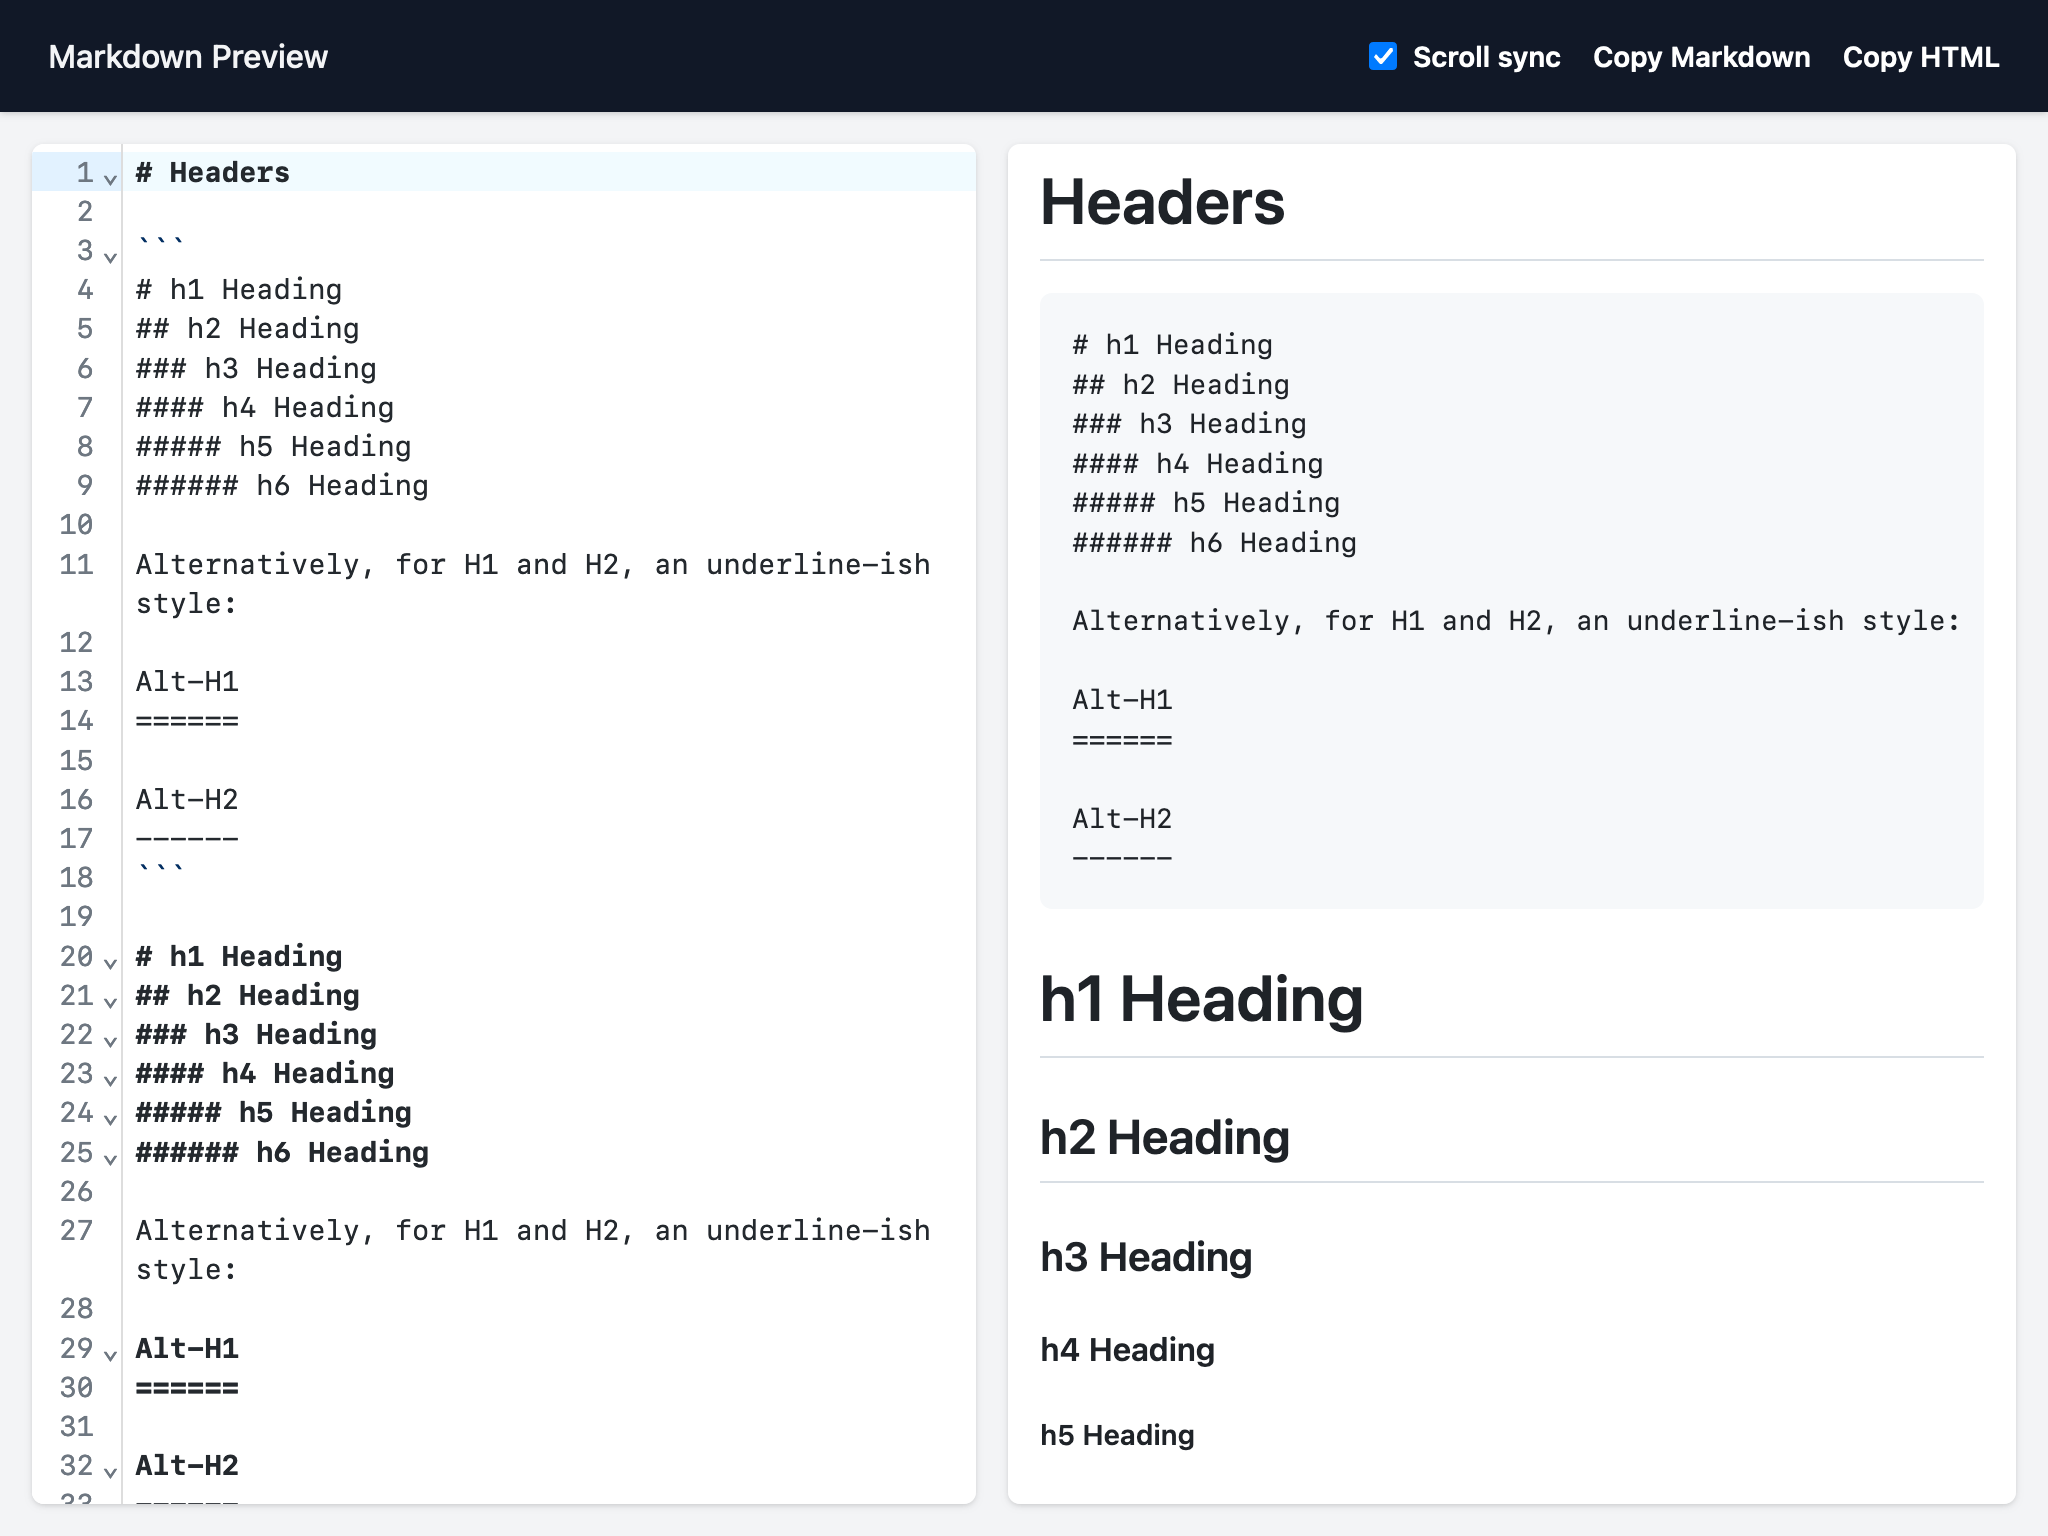 Markdown Preview
Scroll sync Copy Markdown Copy HTML
1 # Headers
2
3 ```
4 # h1 Heading
5 ## h2 Heading
6 ### h3 Heading
7 #### h4 Heading
8 ##### h5 Heading
9 ###### h6 Heading
10
11 Alternatively, for H1 and H2, an underline-ish
style:
12
13 Alt-H1
14 ======
15
16 Alt-H2
17 ------
18 ```
19
20 # h1 Heading
21 ## h2 Heading
22 ### h3 Heading
23 #### h4 Heading
24 ##### h5 Heading
25 ###### h6 Heading
26
27 Alternatively, for H1 and H2, an underline-ish
style:
28
29 Alt-H1
30 ======
31
32 Alt-H2
33 ------
Headers
# h1 Heading
## h2 Heading
### h3 Heading
#### h4 Heading
##### h5 Heading
###### h6 Heading
Alternatively, for H1 and H2, an underline-ish style:
Alt-H1
======
Alt-H2
------
h1 Heading
h2 Heading
h3 Heading
h4 Heading
h5 Heading